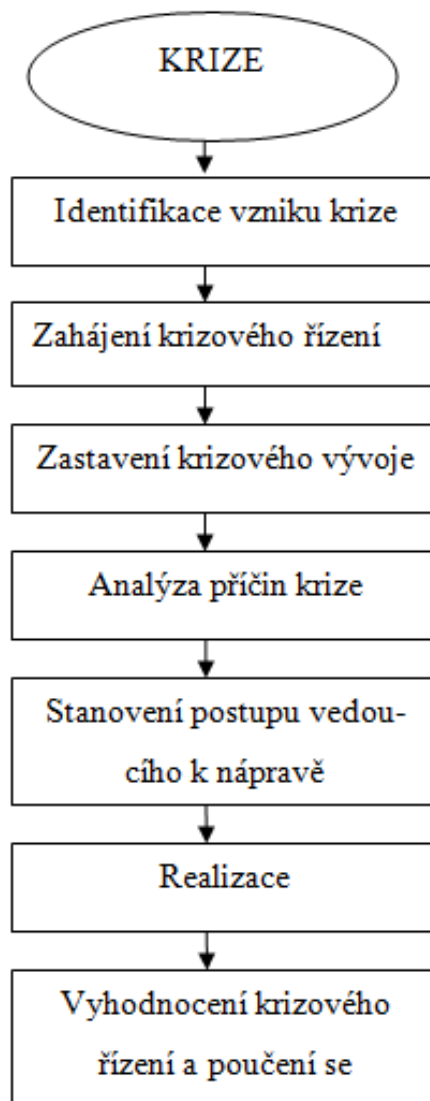 KRIZE
Identifikace vzniku krize
Zahájení krizového řízení
Zastavení krizového vývoje
Analýza příčin krize
Stanovení postupu vedou-
cího k nápravě
Realizace
Vyhodnocení krizového
řízení a poučení se